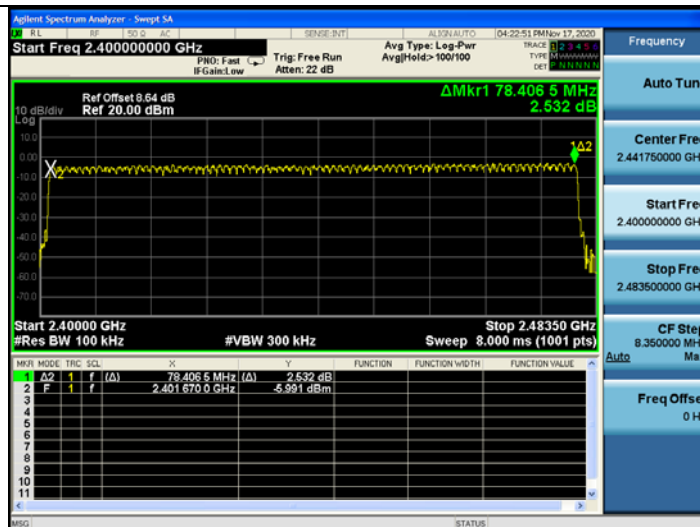 Agilent Spectrum Analyzer - Swept SA
RL RF 50 Ω AC SENSE:INT ALIGN AUTO 04:22:51 PM Nov 17, 2020
Start Freq 2.400000000 GHz
PNO: Fast
IFGain:Low
Trig: Free Run
Atten: 22 dB
Avg Type: Log-Pwr
Avg|Hold:> 100/100
TRACE 1 2 3 4 5 6
TYPE M
DET P N N N N N
Ref Offset 8.64 dB
Ref 20.00 dBm
10 dB/div
Log
ΔMkr1 78.406 5 MHz
2.532 dB
10.0
0.00
-10.0
-20.0
-30.0
-40.0
-50.0
-60.0
-70.0
1Δ2
X2
Start 2.40000 GHz
#Res BW 100 kHz
#VBW 300 kHz
Stop 2.48350 GHz
Sweep 8.000 ms (1001 pts)
MKR MODE TRC SCL X Y FUNCTION FUNCTION WIDTH FUNCTION VALUE
1 Δ2 1 f (Δ) 78.406 5 MHz (Δ) 2.532 dB
2 F 1 f 2.401 670 0 GHz -5.991 dBm
3
4
5
6
7
8
9
10
11
MSG STATUS
Frequency
Auto Tun
Center Fre
2.441750000 GH
Start Fre
2.400000000 GH
Stop Fre
2.483500000 GH
CF Step
8.350000 MH
Auto Ma
Freq Offse
0 H